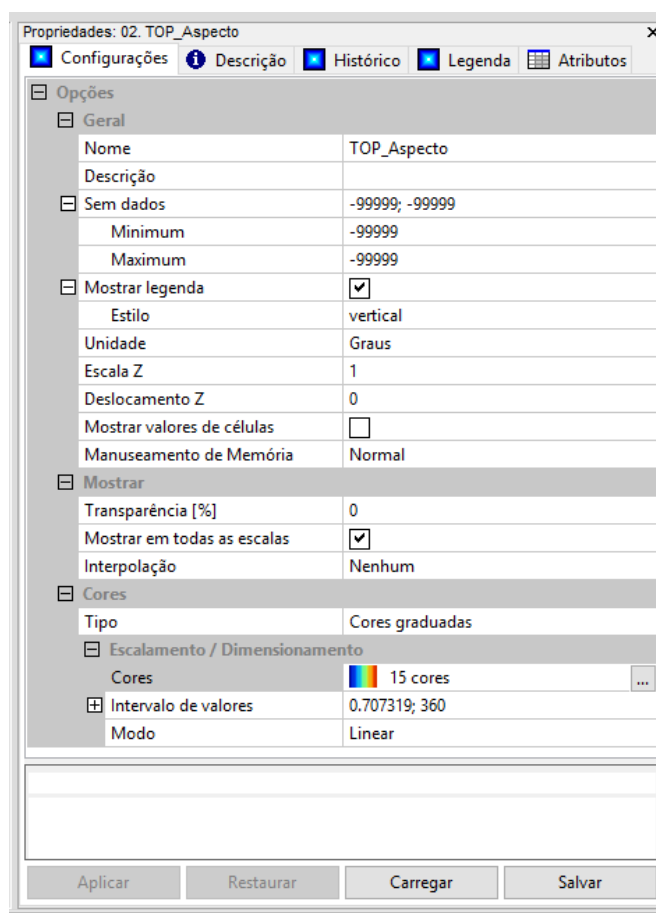 Propriedades: 02. TOP_Aspecto
Configurações Descrição Histórico Legenda Atributos
Opções
Geral
Nome TOP_Aspecto
Descrição
Sem dados -99999; -99999
Minimum -99999
Maximum -99999
Mostrar legenda
Estilo vertical
Unidade Graus
Escala Z 1
Deslocamento Z 0
Mostrar valores de células
Manuseamento de Memória Normal
Mostrar
Transparência [%] 0
Mostrar em todas as escalas
Interpolação Nenhum
Cores
Tipo Cores graduadas
Escalamento / Dimensionamento
Cores 15 cores ...
Intervalo de valores 0.707319; 360
Modo Linear
Aplicar Restaurar Carregar Salvar